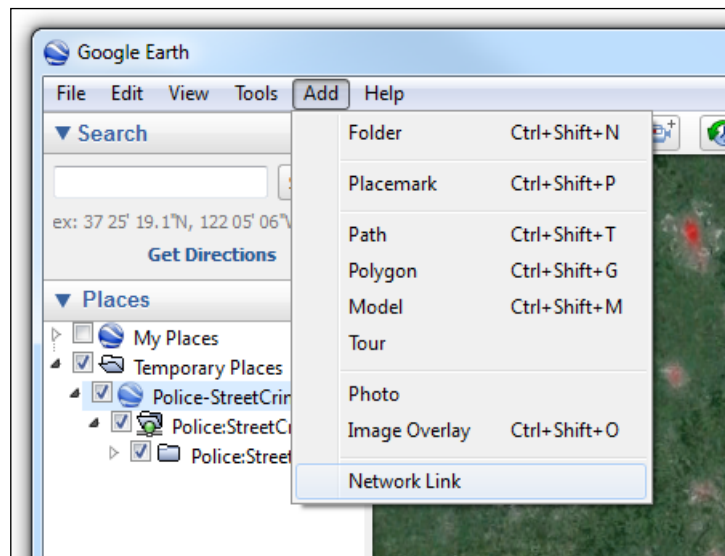 Google Earth
File Edit View Tools Add Help
Search
ex: 37 25' 19.1"N, 122 05' 06"
Get Directions
Places
My Places
Temporary Places
Police-StreetCri
Police:StreetC
Police:Street
Folder Ctrl+Shift+N
Placemark Ctrl+Shift+P
Path Ctrl+Shift+T
Polygon Ctrl+Shift+G
Model Ctrl+Shift+M
Tour
Photo
Image Overlay Ctrl+Shift+O
Network Link